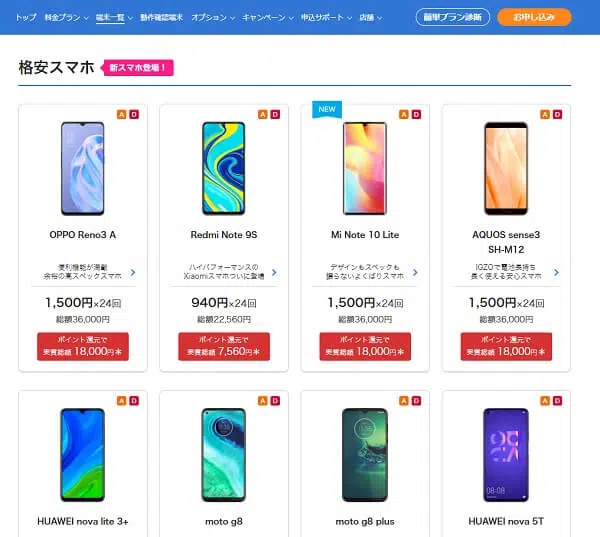 トップ 料金プラン 端末一覧 動作確認端末 オプション キャンペーン 申込サポート 店舗 簡単プラン診断 お申し込み
格安スマホ 新スマホ登場！
A D
A D
NEW
A D
A D
OPPO Reno3 A
便利機能が満載
余裕の高スペックスマホ
1,500円×24回
総額36,000円
ポイント還元で
実質総額 18,000円＊
Redmi Note 9S
ハイパフォーマンスの
Xiaomiスマホついに登場
940円×24回
総額22,560円
ポイント還元で
実質総額 7,560円＊
Mi Note 10 Lite
デザインもスペックも
譲らないよくばりスマホ
1,500円×24回
総額36,000円
ポイント還元で
実質総額 18,000円＊
AQUOS sense3
SH-M12
IGZOで電池長持ち
長く使える安心スマホ
1,500円×24回
総額36,000円
ポイント還元で
実質総額 18,000円＊
A D
A D
A D
A D
08:08
HUAWEI nova lite 3+
moto g8
moto g8 plus
HUAWEI nova 5T